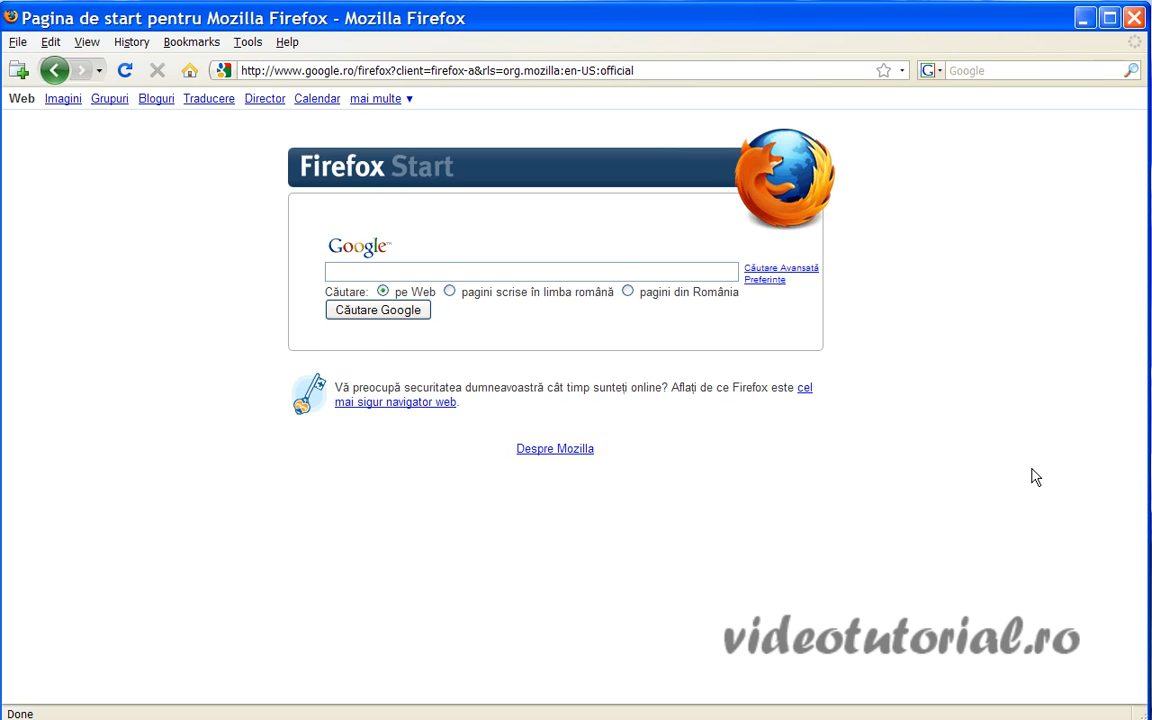 Pagina de start pentru Mozilla Firefox - Mozilla Firefox
File Edit View History Bookmarks Tools Help
http://www.google.ro/firefox?client=firefox-a&rls=org.mozilla:en-US:official
G Google
Web Imagini Grupuri Bloguri Traducere Director Calendar mai multe ▼
Firefox Start
Google™
Căutare Avansată
Preferinţe
Căutare: pe Web pagini scrise în limba română pagini din România
Căutare Google
Vă preocupă securitatea dumneavoastră cât timp sunteţi online? Aflaţi de ce Firefox este cel
mai sigur navigator web.
Despre Mozilla
videotutorial.ro
Done